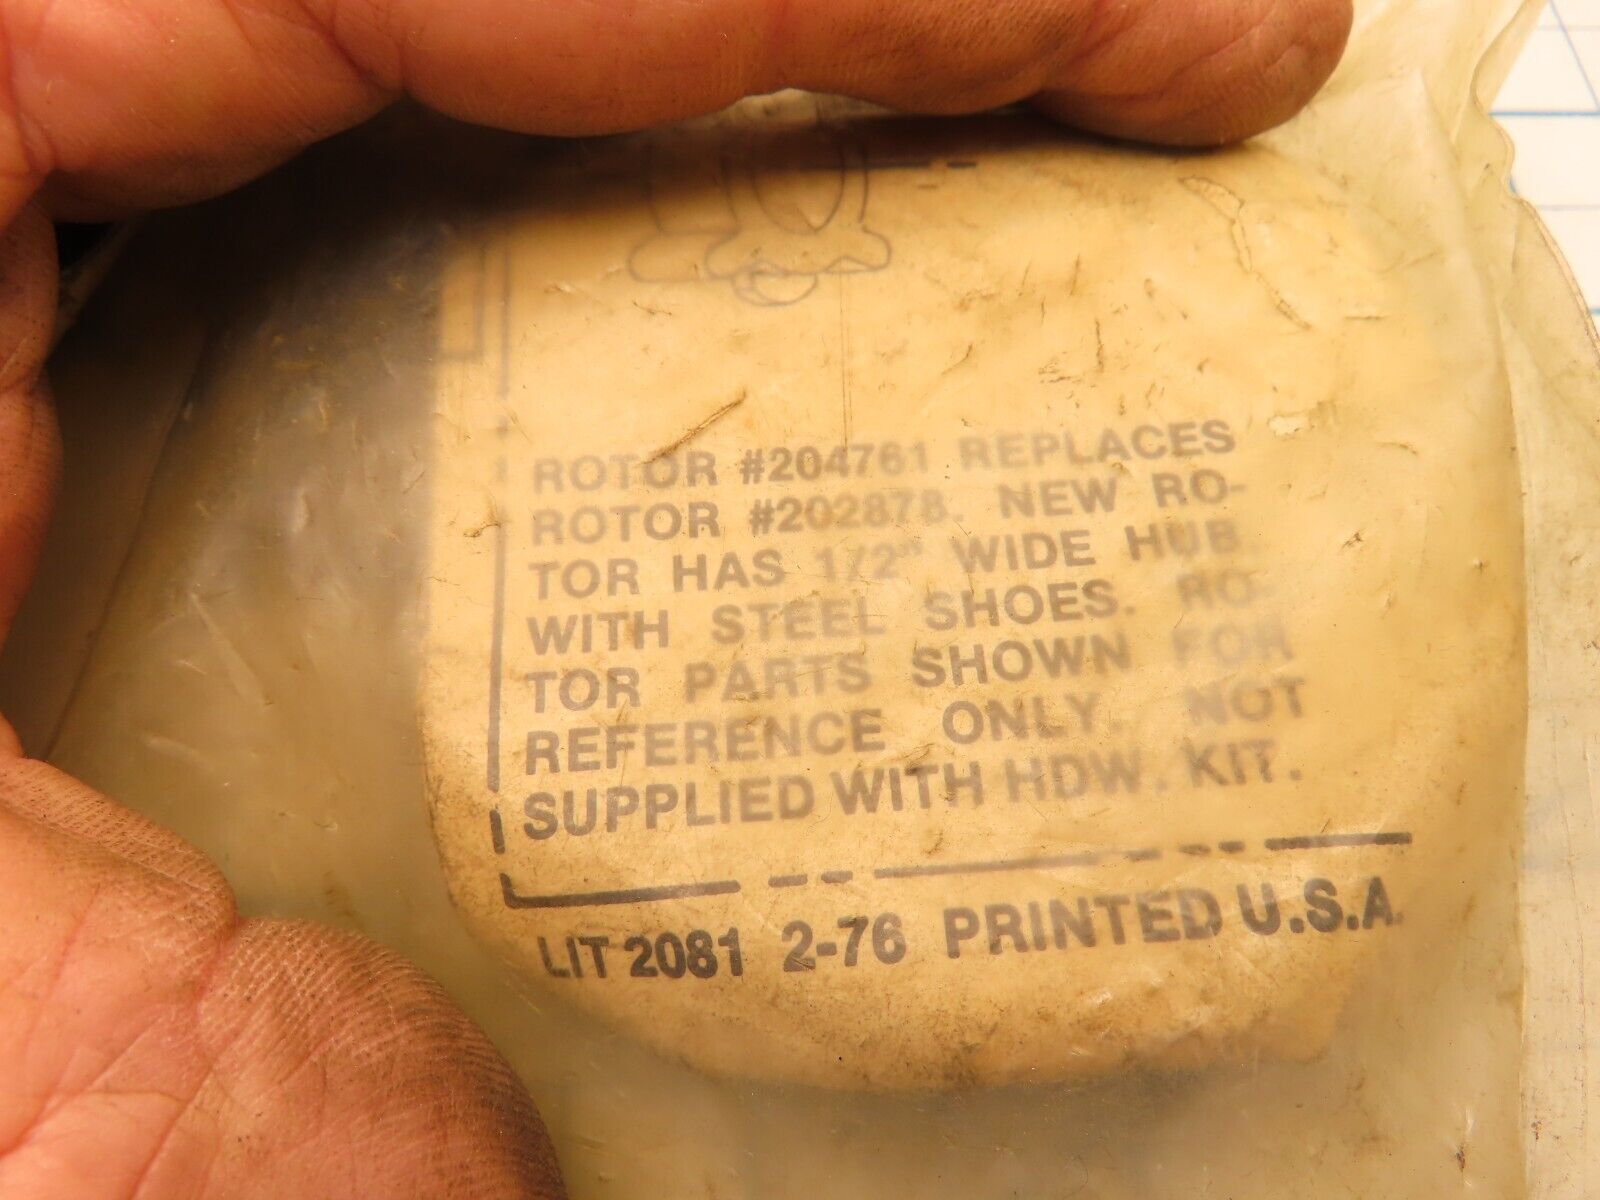 ROTOR #204761 REPLACES
ROTOR #202878. NEW RO-
TOR HAS 1/2" WIDE HUB
WITH STEEL SHOES. RO-
TOR PARTS SHOWN FOR
REFERENCE ONLY. NOT
SUPPLIED WITH HDW. KIT.
LIT 2081 2-76 PRINTED U.S.A.